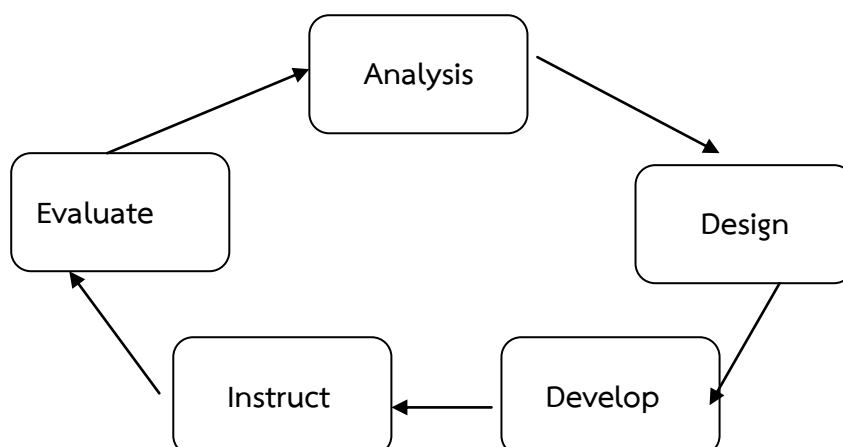 Analysis
Evaluate
Design
Instruct
Develop